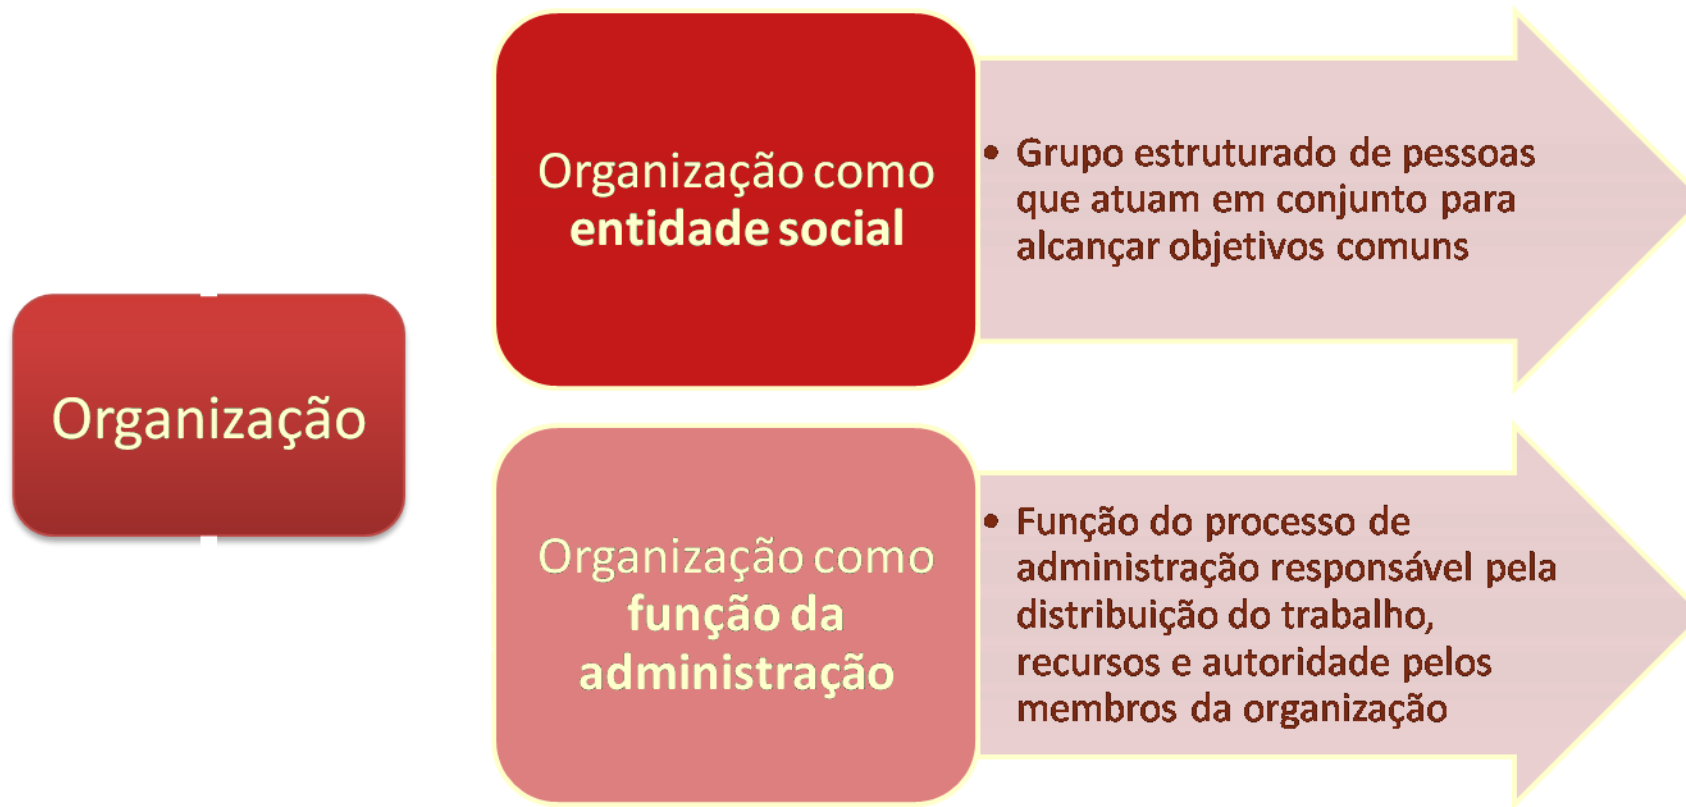 Organização
Organização como
entidade social
• Grupo estruturado de pessoas
que atuam em conjunto para
alcançar objetivos comuns
Organização como
função da
administração
• Função do processo de
administração responsável pela
distribuição do trabalho,
recursos e autoridade pelos
membros da organização